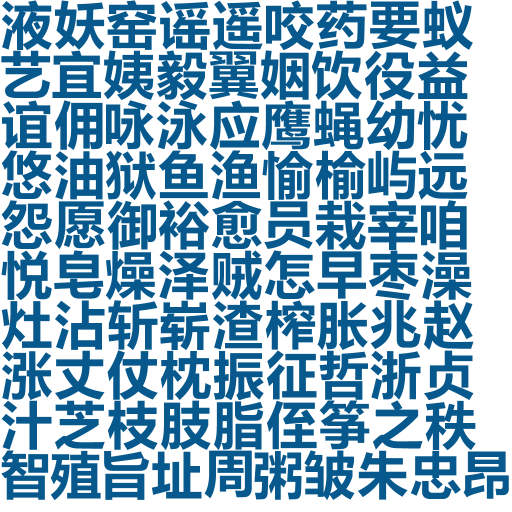 液妖窑谣遥咬药要蚁
艺宜姨毅翼姻饮役益
谊佣咏泳应鹰蝇幼忧
悠油狱鱼渔愉榆屿远
怨愿御裕愈员栽宰咱
悦皂燥泽贼怎早枣澡
灶沾斩崭渣榨胀兆赵
涨丈仗枕振征哲浙贞
汁芝枝肢脂侄筝之秩
智殖旨址周粥皱朱忠昂